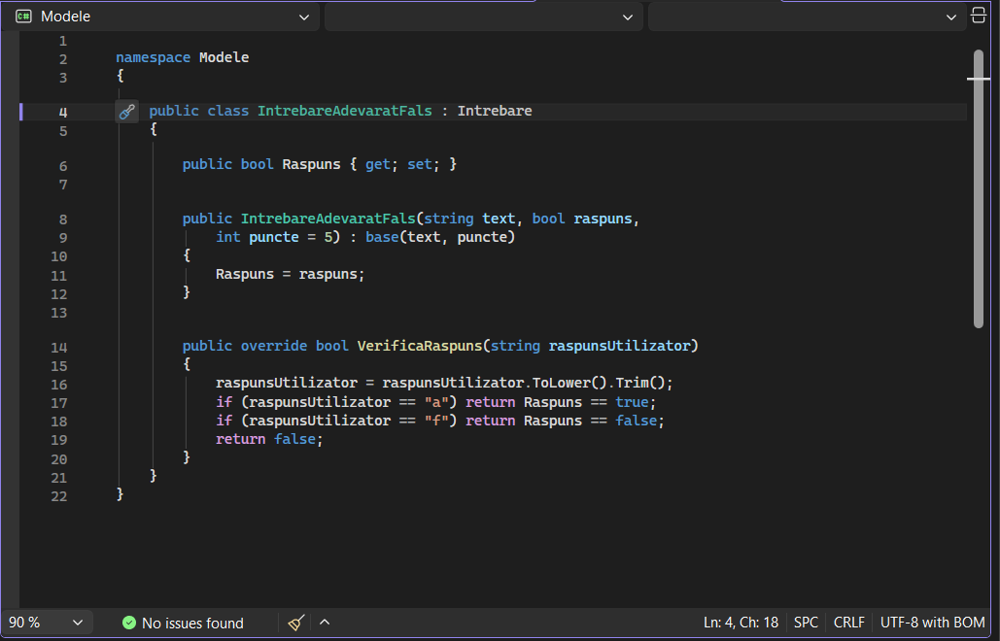 C# Modele
1
2 namespace Modele
3 {
4 public class IntrebareAdevaratFals : Intrebare
5 {
6 public bool Raspuns { get; set; }
7
8 public IntrebareAdevaratFals(string text, bool raspuns,
9 int puncte = 5) : base(text, puncte)
10 {
11 Raspuns = raspuns;
12 }
13
14 public override bool VerificaRaspuns(string raspunsUtilizator)
15 {
16 raspunsUtilizator = raspunsUtilizator.ToLower().Trim();
17 if (raspunsUtilizator == "a") return Raspuns == true;
18 if (raspunsUtilizator == "f") return Raspuns == false;
19 return false;
20 }
21 }
22 }
90 % No issues found Ln: 4, Ch: 18 SPC CRLF UTF-8 with BOM